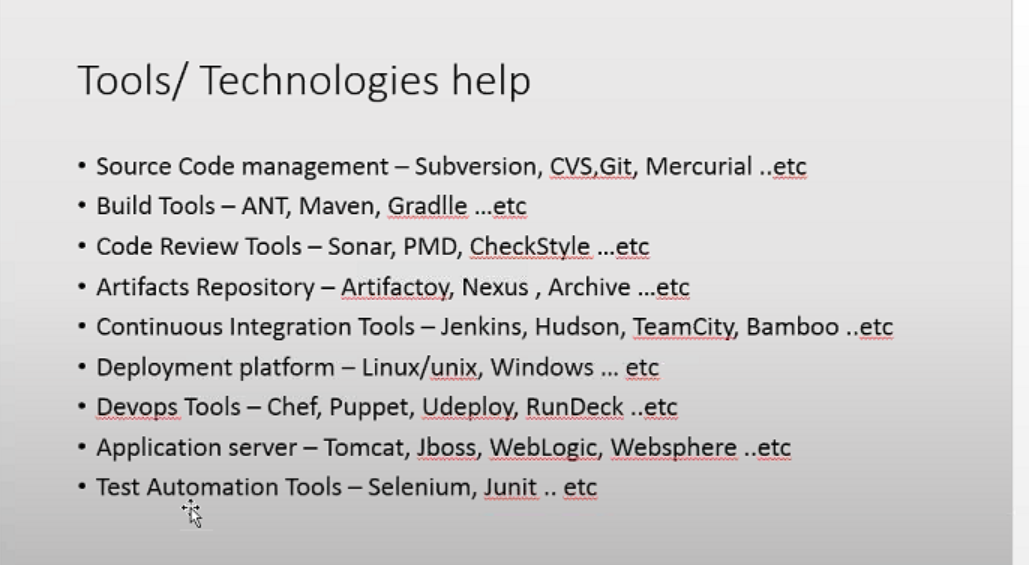 Tools/ Technologies help
• Source Code management – Subversion, CVS,Git, Mercurial ..etc
• Build Tools – ANT, Maven, Gradlle ...etc
• Code Review Tools – Sonar, PMD, CheckStyle ...etc
• Artifacts Repository – Artifactoy, Nexus , Archive ...etc
• Continuous Integration Tools – Jenkins, Hudson, TeamCity, Bamboo ..etc
• Deployment platform – Linux/unix, Windows ... etc
• Devops Tools – Chef, Puppet, Udeploy, RunDeck ..etc
• Application server – Tomcat, Jboss, WebLogic, Websphere ..etc
• Test Automation Tools – Selenium, Junit .. etc